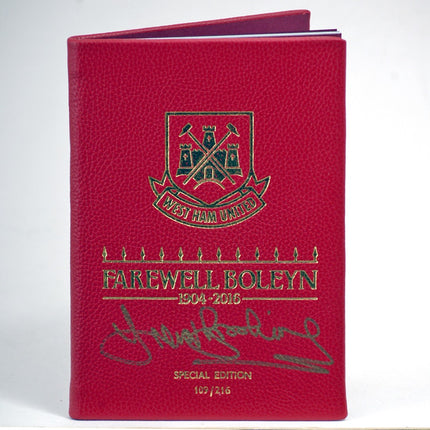 WEST HAM UNITED
FAREWELL BOLEYN
1904-2016
SPECIAL EDITION
109/216